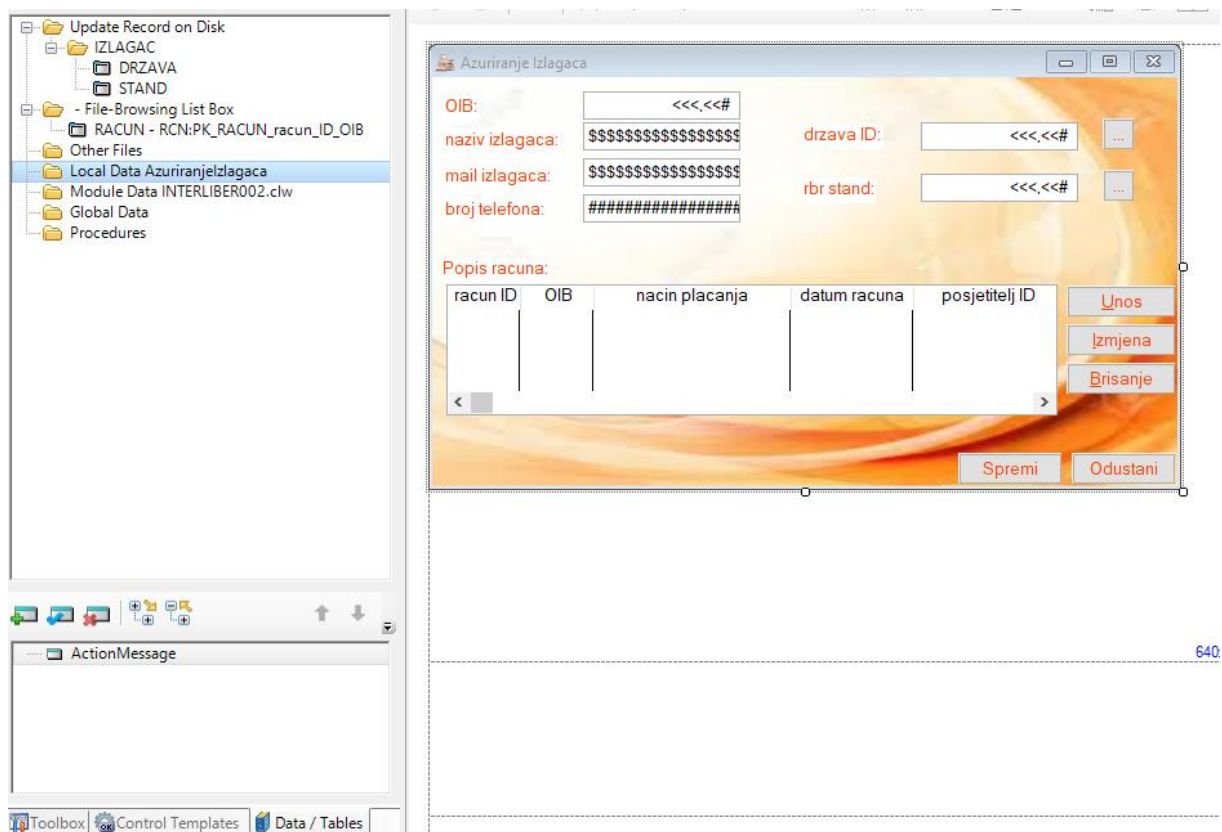 Update Record on Disk
IZLAGAC
DRZAVA
STAND
- File-Browsing List Box
RACUN - RCN:PK_RACUN_racun_ID_OIB
Other Files
Local Data AzuriranjeIzlagaca
Module Data INTERLIBER002.clw
Global Data
Procedures
ActionMessage
Toolbox Control Templates Data / Tables
Azuriranje Izlagaca
OIB: <<<.<<#
naziv izlagaca: $$$$$$$$$$$$$$$$$ drzava ID: <<<.<<# ...
mail izlagaca: $$$$$$$$$$$$$$$$$ rbr stand: <<<.<<# ...
broj telefona: #################
Popis racuna:
racun ID OIB nacin placanja datum racuna posjetitelj ID
Unos
Izmjena
Brisanje
Spremi Odustani